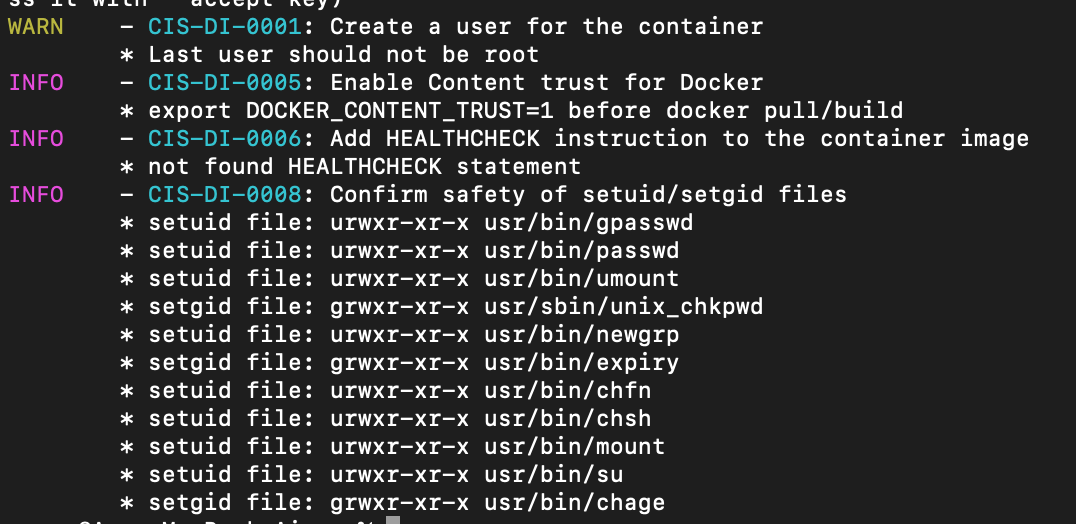 ss it with accept key)
WARN - CIS-DI-0001: Create a user for the container
* Last user should not be root
INFO - CIS-DI-0005: Enable Content trust for Docker
* export DOCKER_CONTENT_TRUST=1 before docker pull/build
INFO - CIS-DI-0006: Add HEALTHCHECK instruction to the container image
* not found HEALTHCHECK statement
INFO - CIS-DI-0008: Confirm safety of setuid/setgid files
* setuid file: urwxr-xr-x usr/bin/gpasswd
* setuid file: urwxr-xr-x usr/bin/passwd
* setuid file: urwxr-xr-x usr/bin/umount
* setgid file: grwxr-xr-x usr/sbin/unix_chkpwd
* setuid file: urwxr-xr-x usr/bin/newgrp
* setgid file: grwxr-xr-x usr/bin/expiry
* setuid file: urwxr-xr-x usr/bin/chfn
* setuid file: urwxr-xr-x usr/bin/chsh
* setuid file: urwxr-xr-x usr/bin/mount
* setuid file: urwxr-xr-x usr/bin/su
* setgid file: grwxr-xr-x usr/bin/chage